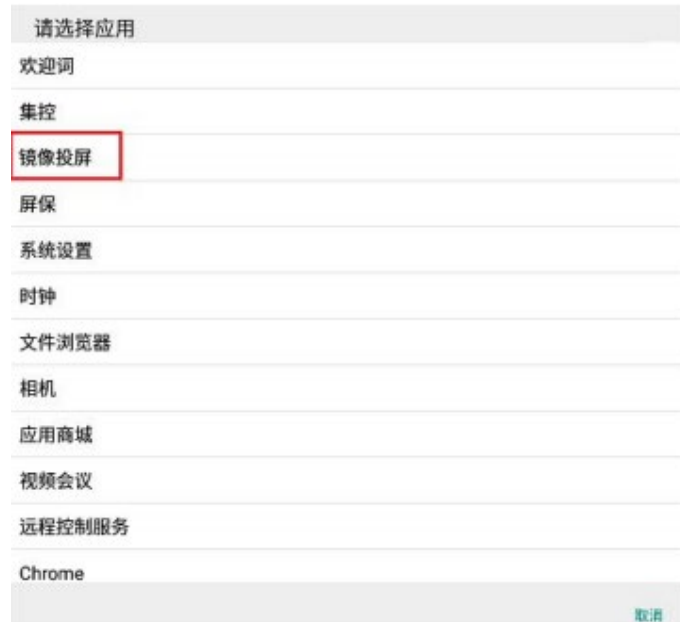 请选择应用
欢迎词
集控
镜像投屏
屏保
系统设置
时钟
文件浏览器
相机
应用商城
视频会议
远程控制服务
Chrome
取消